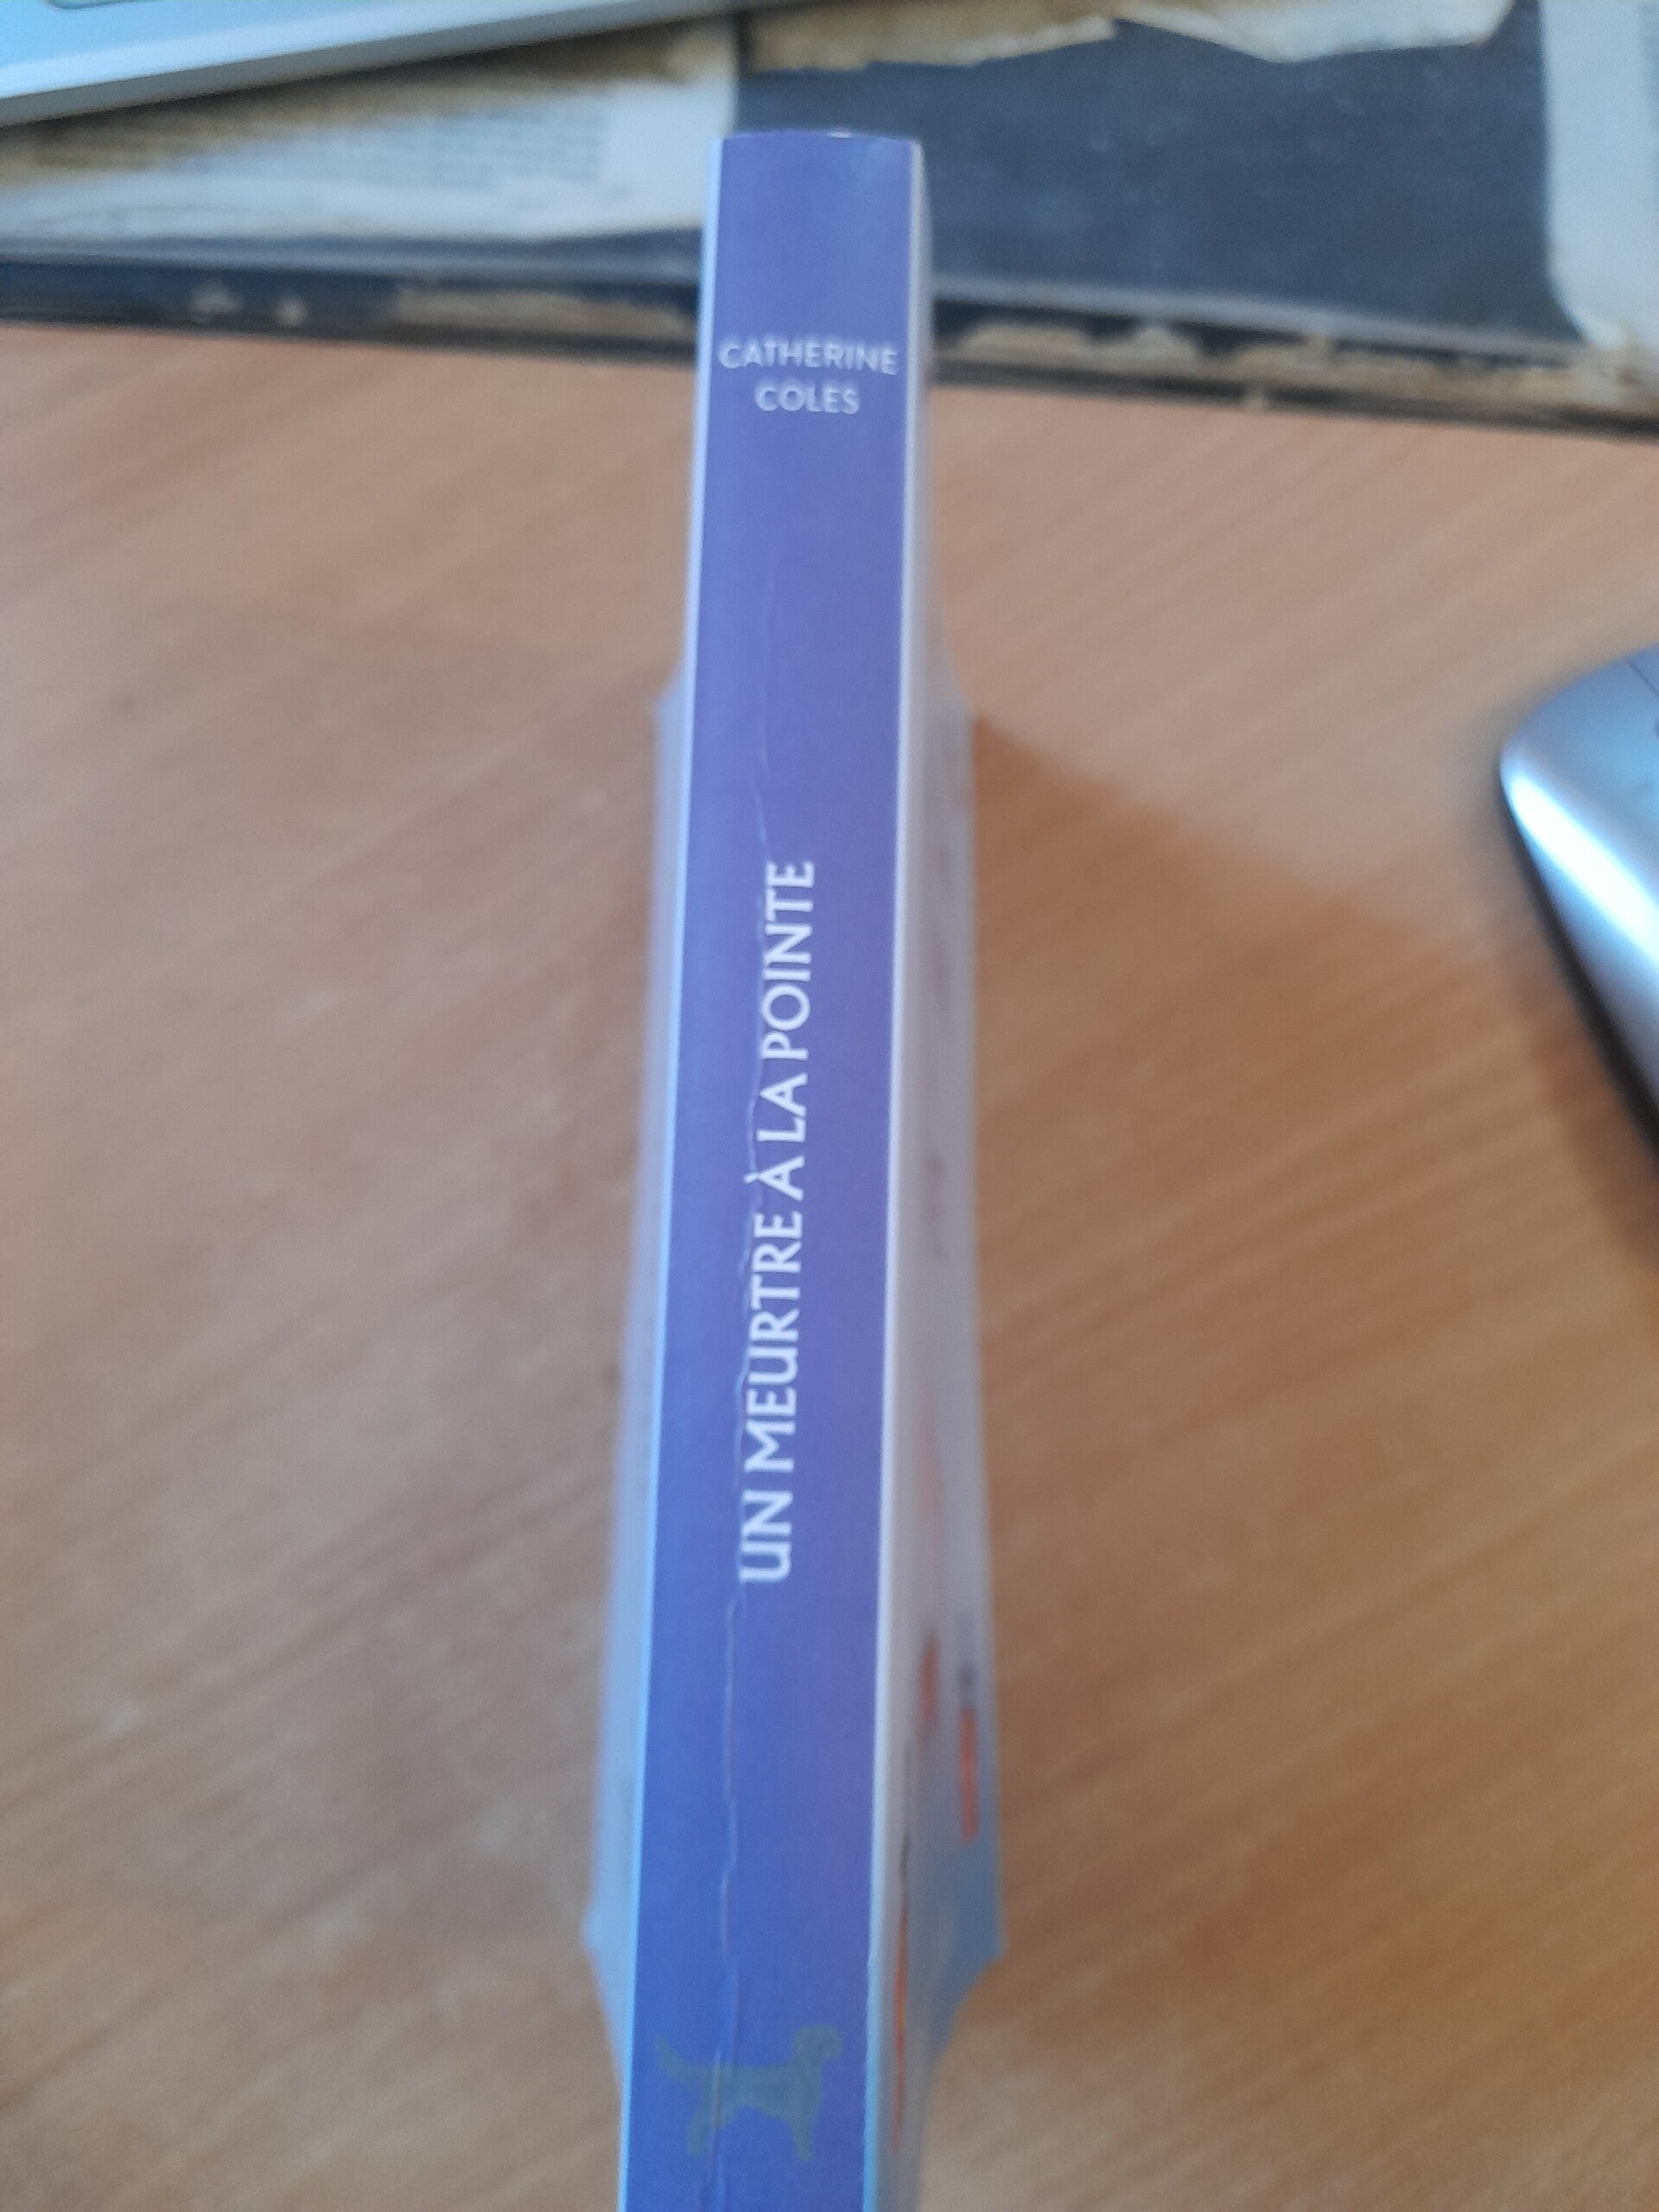 CATHERINE
COLES
UN MEURTRE À LA POINTE